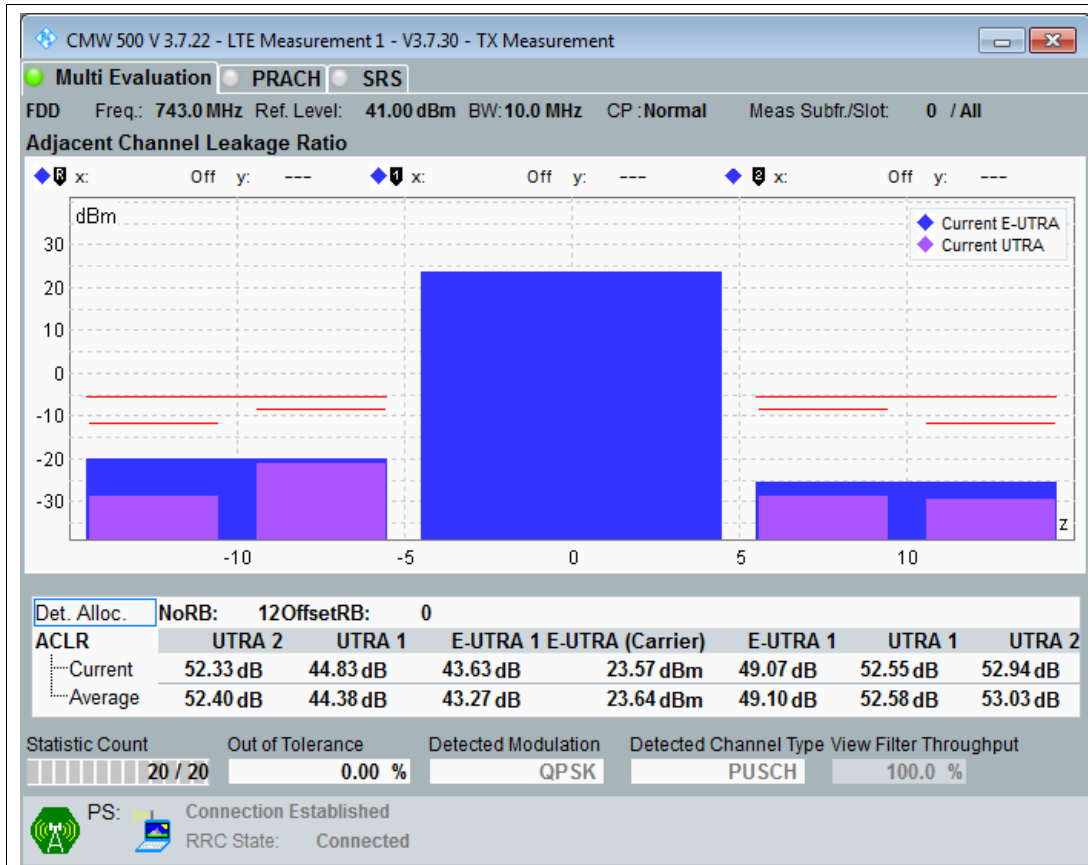 CMW 500 V 3.7.22 - LTE Measurement 1 - V3.7.30 - TX Measurement
Multi Evaluation PRACH SRS
FDD Freq.: 743.0 MHz Ref. Level: 41.00 dBm BW: 10.0 MHz CP : Normal Meas Subfr./Slot: 0 / All
Adjacent Channel Leakage Ratio
R x: Off y: --- 1 x: Off y: --- 2 x: Off y: ---
dBm
Current E-UTRA
Current UTRA
30
20
10
0
-10
-20
-30
z
-10 -5 0 5 10
Det. Alloc. NoRB: 12 OffsetRB: 0
ACLR UTRA 2 UTRA 1 E-UTRA 1 E-UTRA (Carrier) E-UTRA 1 UTRA 1 UTRA 2
Current 52.33 dB 44.83 dB 43.63 dB 23.57 dBm 49.07 dB 52.55 dB 52.94 dB
Average 52.40 dB 44.38 dB 43.27 dB 23.64 dBm 49.10 dB 52.58 dB 53.03 dB
Statistic Count Out of Tolerance Detected Modulation Detected Channel Type View Filter Throughput
20 / 20 0.00 % QPSK PUSCH 100.0 %
PS: Connection Established
RRC State: Connected